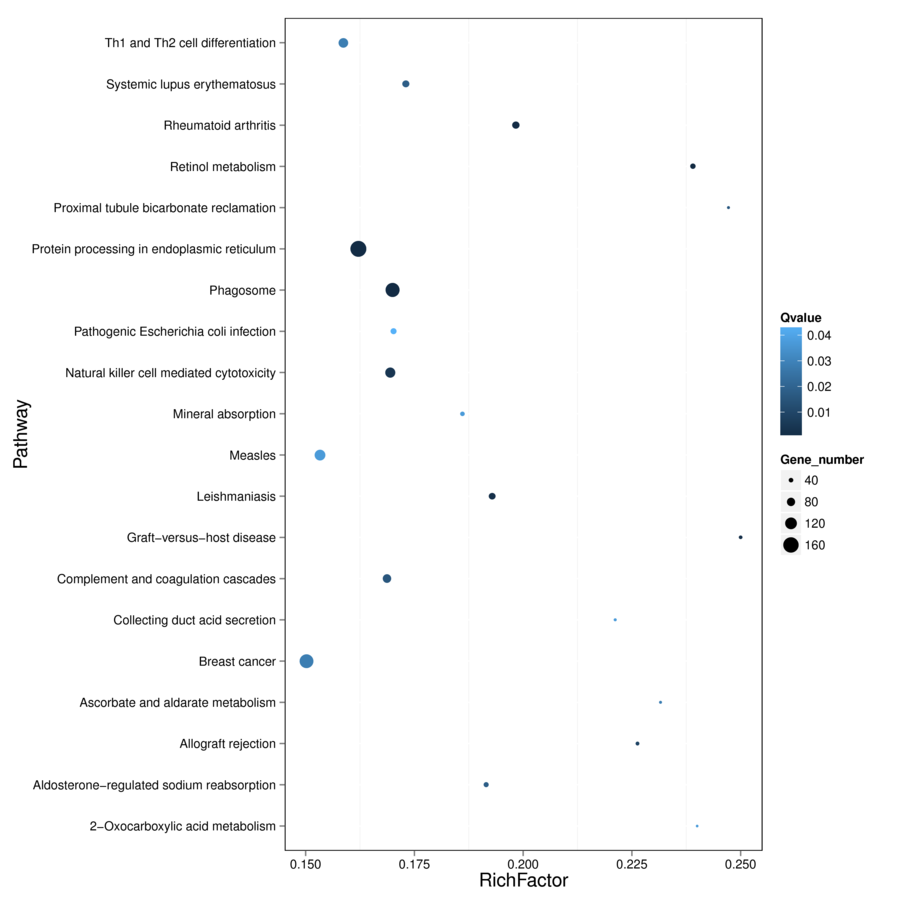 Th1 and Th2 cell differentiation
Systemic lupus erythematosus
Rheumatoid arthritis
Retinol metabolism
Proximal tubule bicarbonate reclamation
Protein processing in endoplasmic reticulum
Phagosome
Pathogenic Escherichia coli infection
Natural killer cell mediated cytotoxicity
Mineral absorption
Measles
Leishmaniasis
Graft−versus−host disease
Complement and coagulation cascades
Collecting duct acid secretion
Breast cancer
Ascorbate and aldarate metabolism
Allograft rejection
Aldosterone−regulated sodium reabsorption
2−Oxocarboxylic acid metabolism
Pathway
0.150 0.175 0.200 0.225 0.250
RichFactor
Qvalue
0.04
0.03
0.02
0.01
Gene_number
40
80
120
160